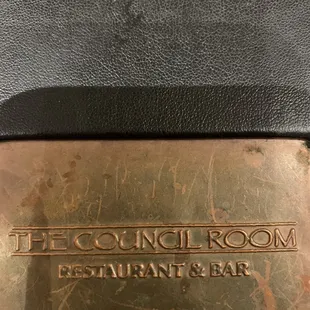 THE COUNCIL ROOM
RESTAURANT & BAR